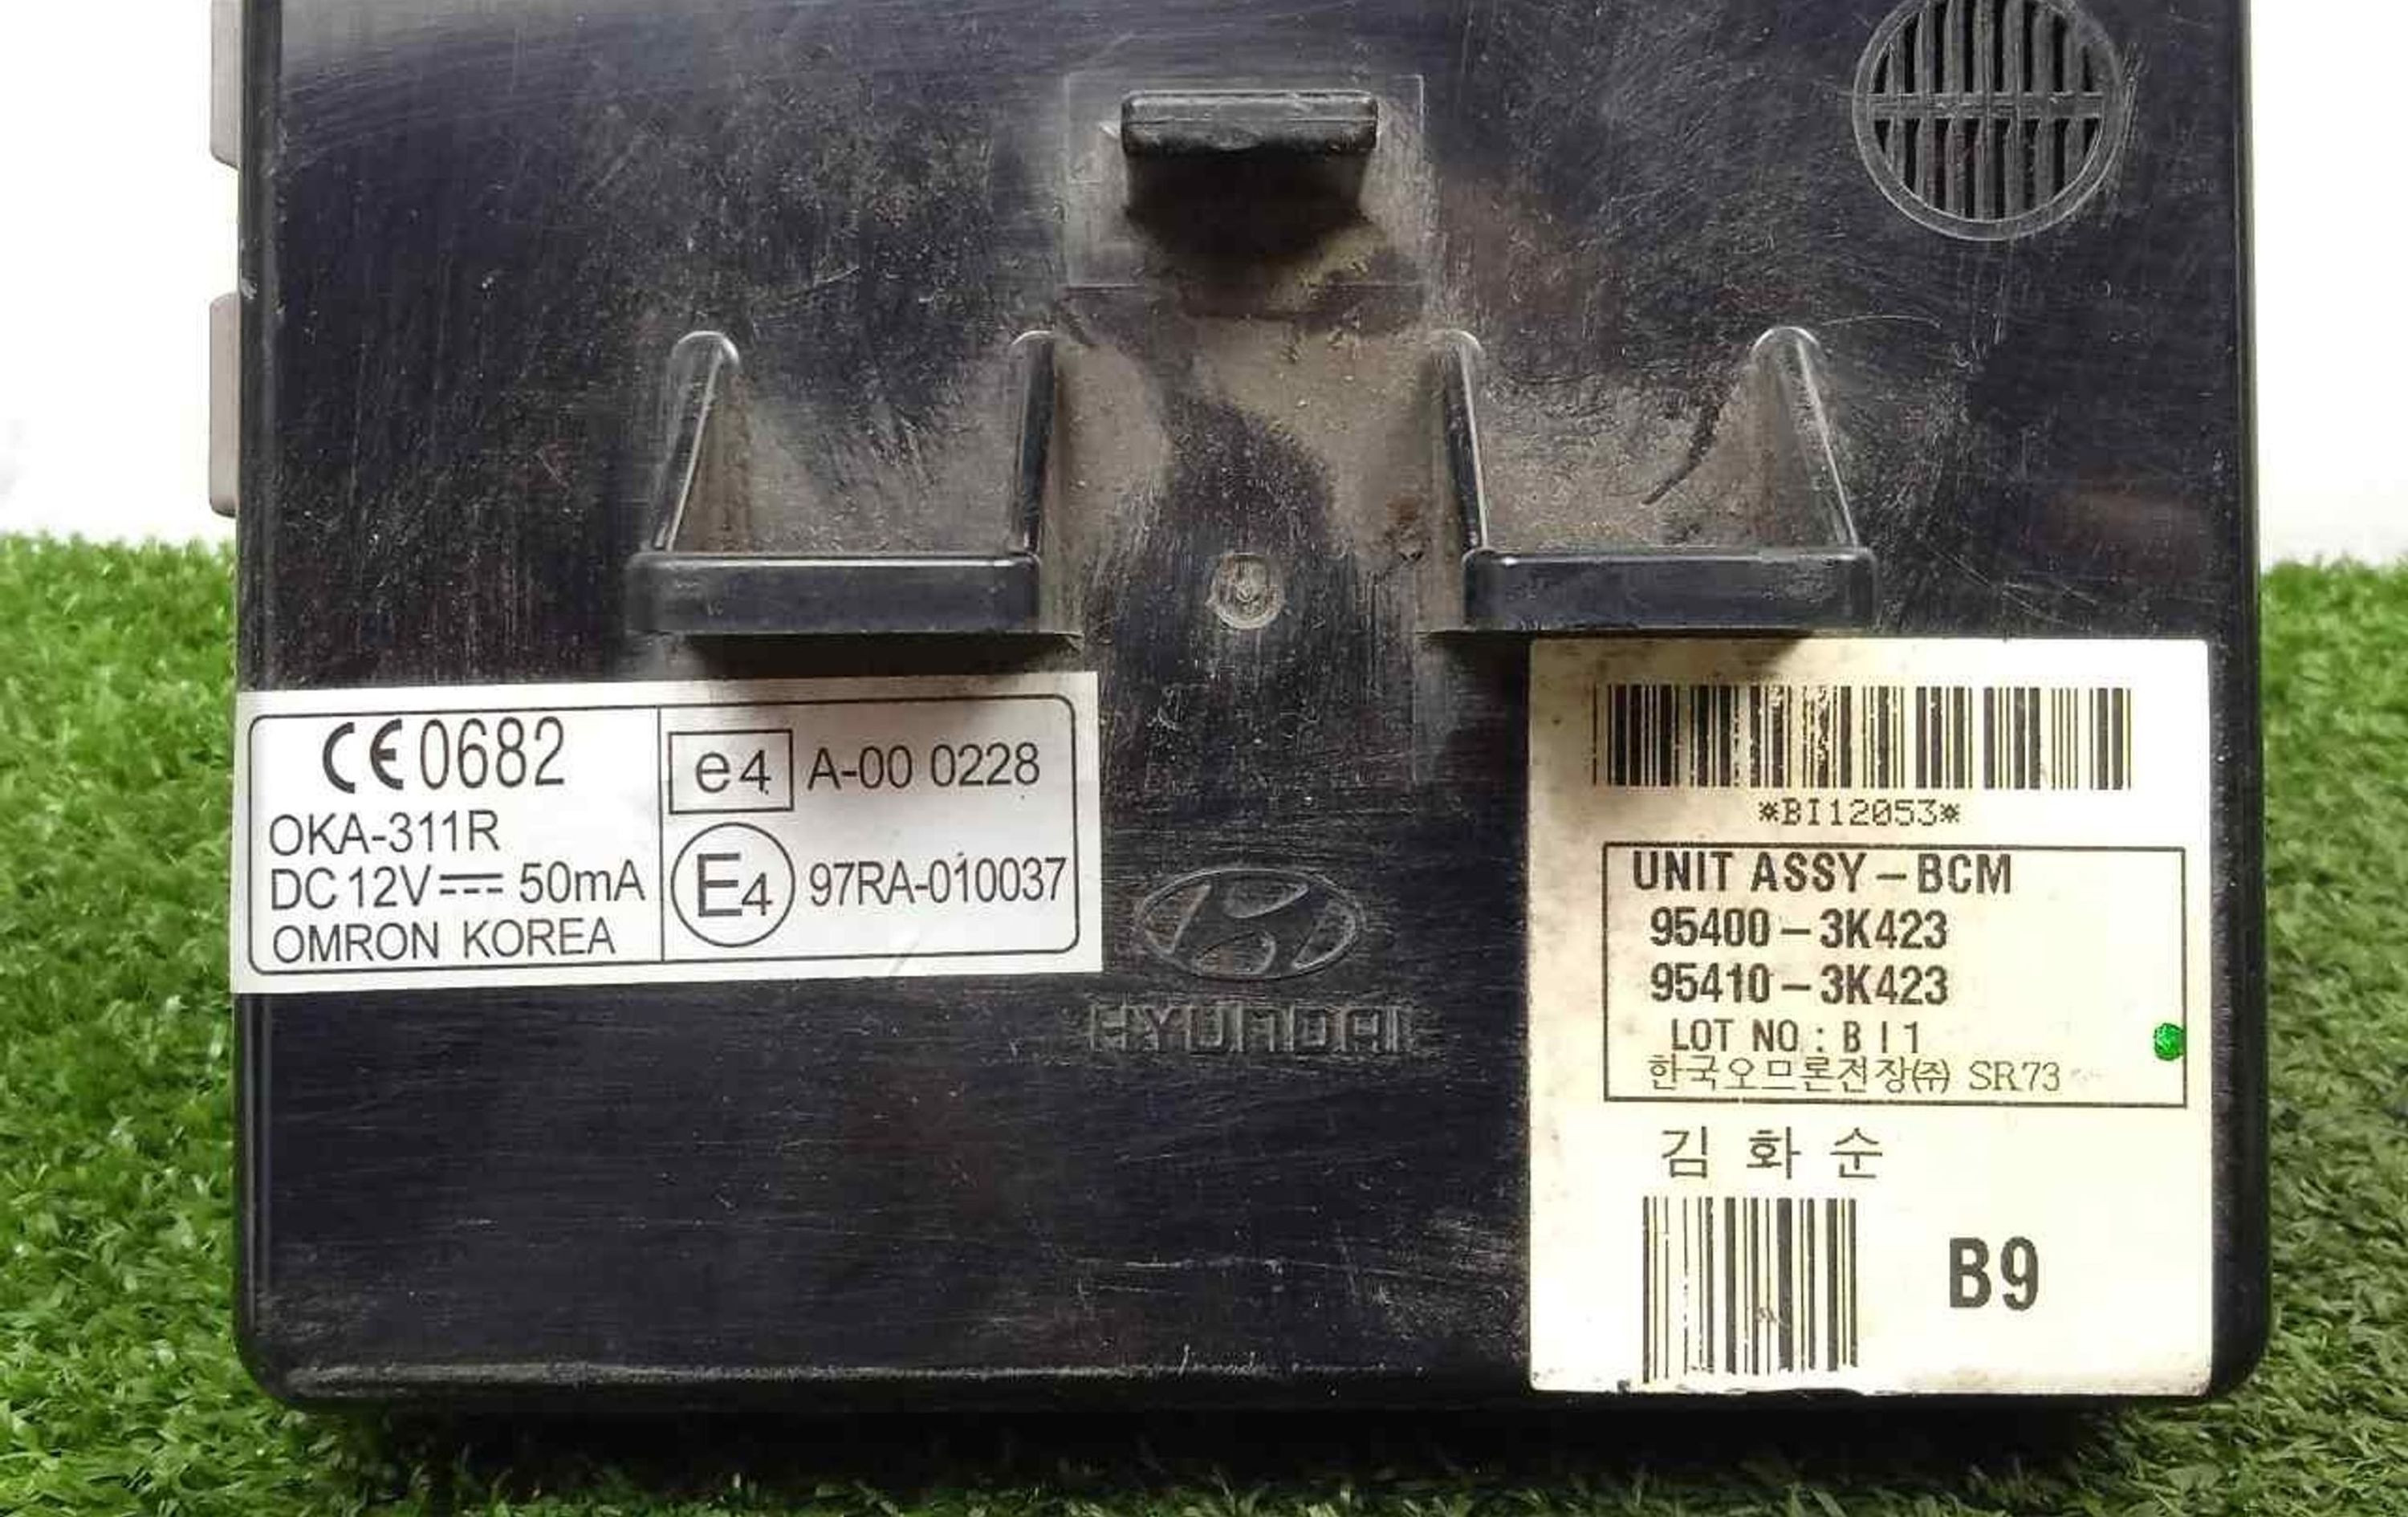 CE 0682
OKA-311R
DC 12V⎓ 50mA
OMRON KOREA
e4 A-00 0228
E4 97RA-010037
HYUNDAI
*BI12053*
UNIT ASSY-BCM
95400-3K423
95410-3K423
LOT NO : BI1
한국오므론전장㈜ SR73
김 화 순
B9